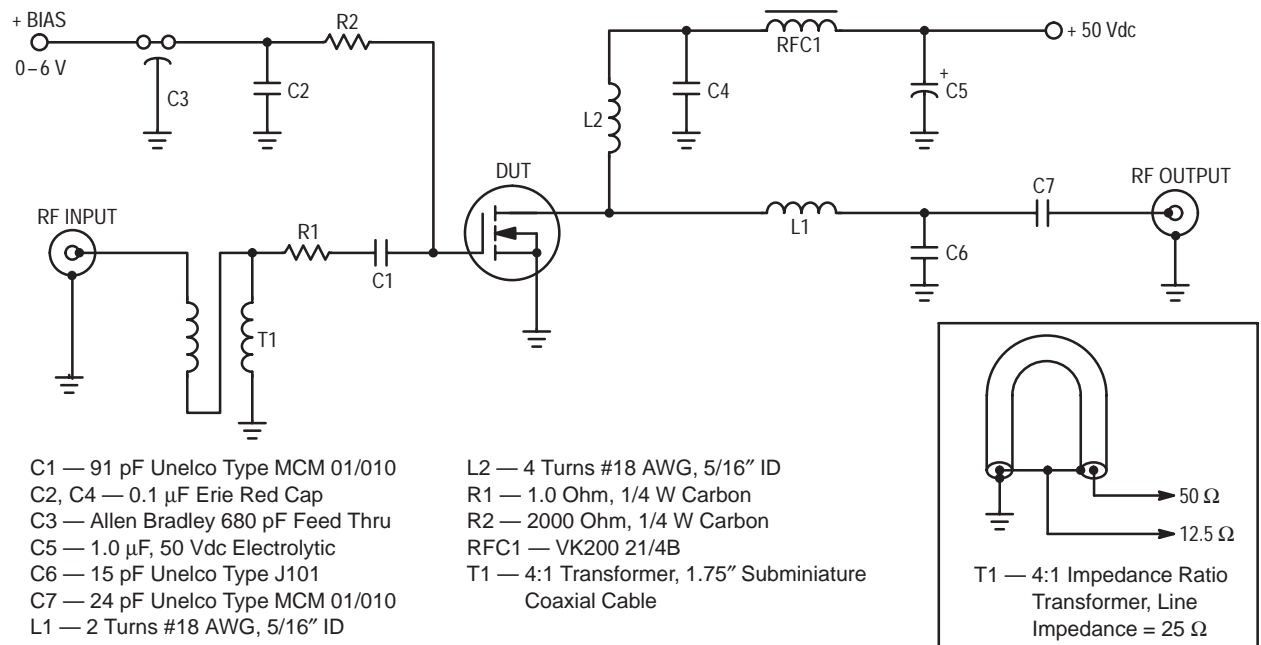 + BIAS
0–6 V
C3
C2
R2
RF INPUT
T1
R1
C1
DUT
L2
C4
RFC1
+
C5
+ 50 Vdc
L1
C6
C7
RF OUTPUT
C1 — 91 pF Unelco Type MCM 01/010
C2, C4 — 0.1 μF Erie Red Cap
C3 — Allen Bradley 680 pF Feed Thru
C5 — 1.0 μF, 50 Vdc Electrolytic
C6 — 15 pF Unelco Type J101
C7 — 24 pF Unelco Type MCM 01/010
L1 — 2 Turns #18 AWG, 5/16″ ID
L2 — 4 Turns #18 AWG, 5/16″ ID
R1 — 1.0 Ohm, 1/4 W Carbon
R2 — 2000 Ohm, 1/4 W Carbon
RFC1 — VK200 21/4B
T1 — 4:1 Transformer, 1.75″ Subminiature
Coaxial Cable
50 Ω
12.5 Ω
T1 — 4:1 Impedance Ratio
Transformer, Line
Impedance = 25 Ω